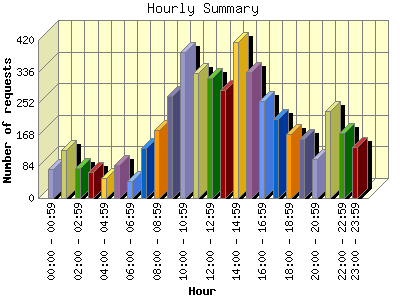 Hourly Summary
Number of requests
420
336
252
168
84
0
00:00 - 00:59
02:00 - 02:59
04:00 - 04:59
06:00 - 06:59
08:00 - 08:59
10:00 - 10:59
12:00 - 12:59
14:00 - 14:59
16:00 - 16:59
18:00 - 18:59
20:00 - 20:59
22:00 - 22:59
23:00 - 23:59
Hour